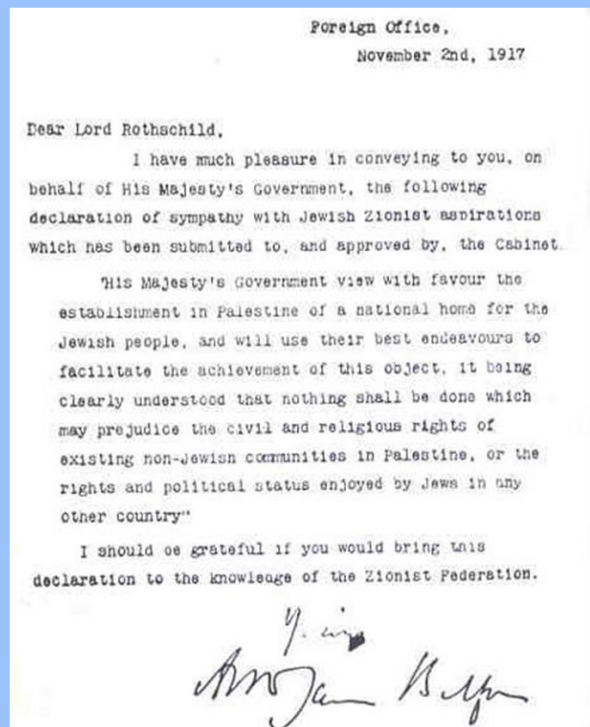 Foreign Office,
November 2nd, 1917
Dear Lord Rothschild,
I have much pleasure in conveying to you, on
behalf of His Majesty's Government, the following
declaration of sympathy with Jewish Zionist aspirations
which has been submitted to, and approved by, the Cabinet.
"His Majesty's Government view with favour the
establishment in Palestine of a national home for the
Jewish people, and will use their best endeavours to
facilitate the achievement of this object, it being
clearly understood that nothing shall be done which
may prejudice the civil and religious rights of
existing non-Jewish communities in Palestine, or the
rights and political status enjoyed by Jews in any
other country"
I should be grateful if you would bring this
declaration to the knowledge of the Zionist Federation.